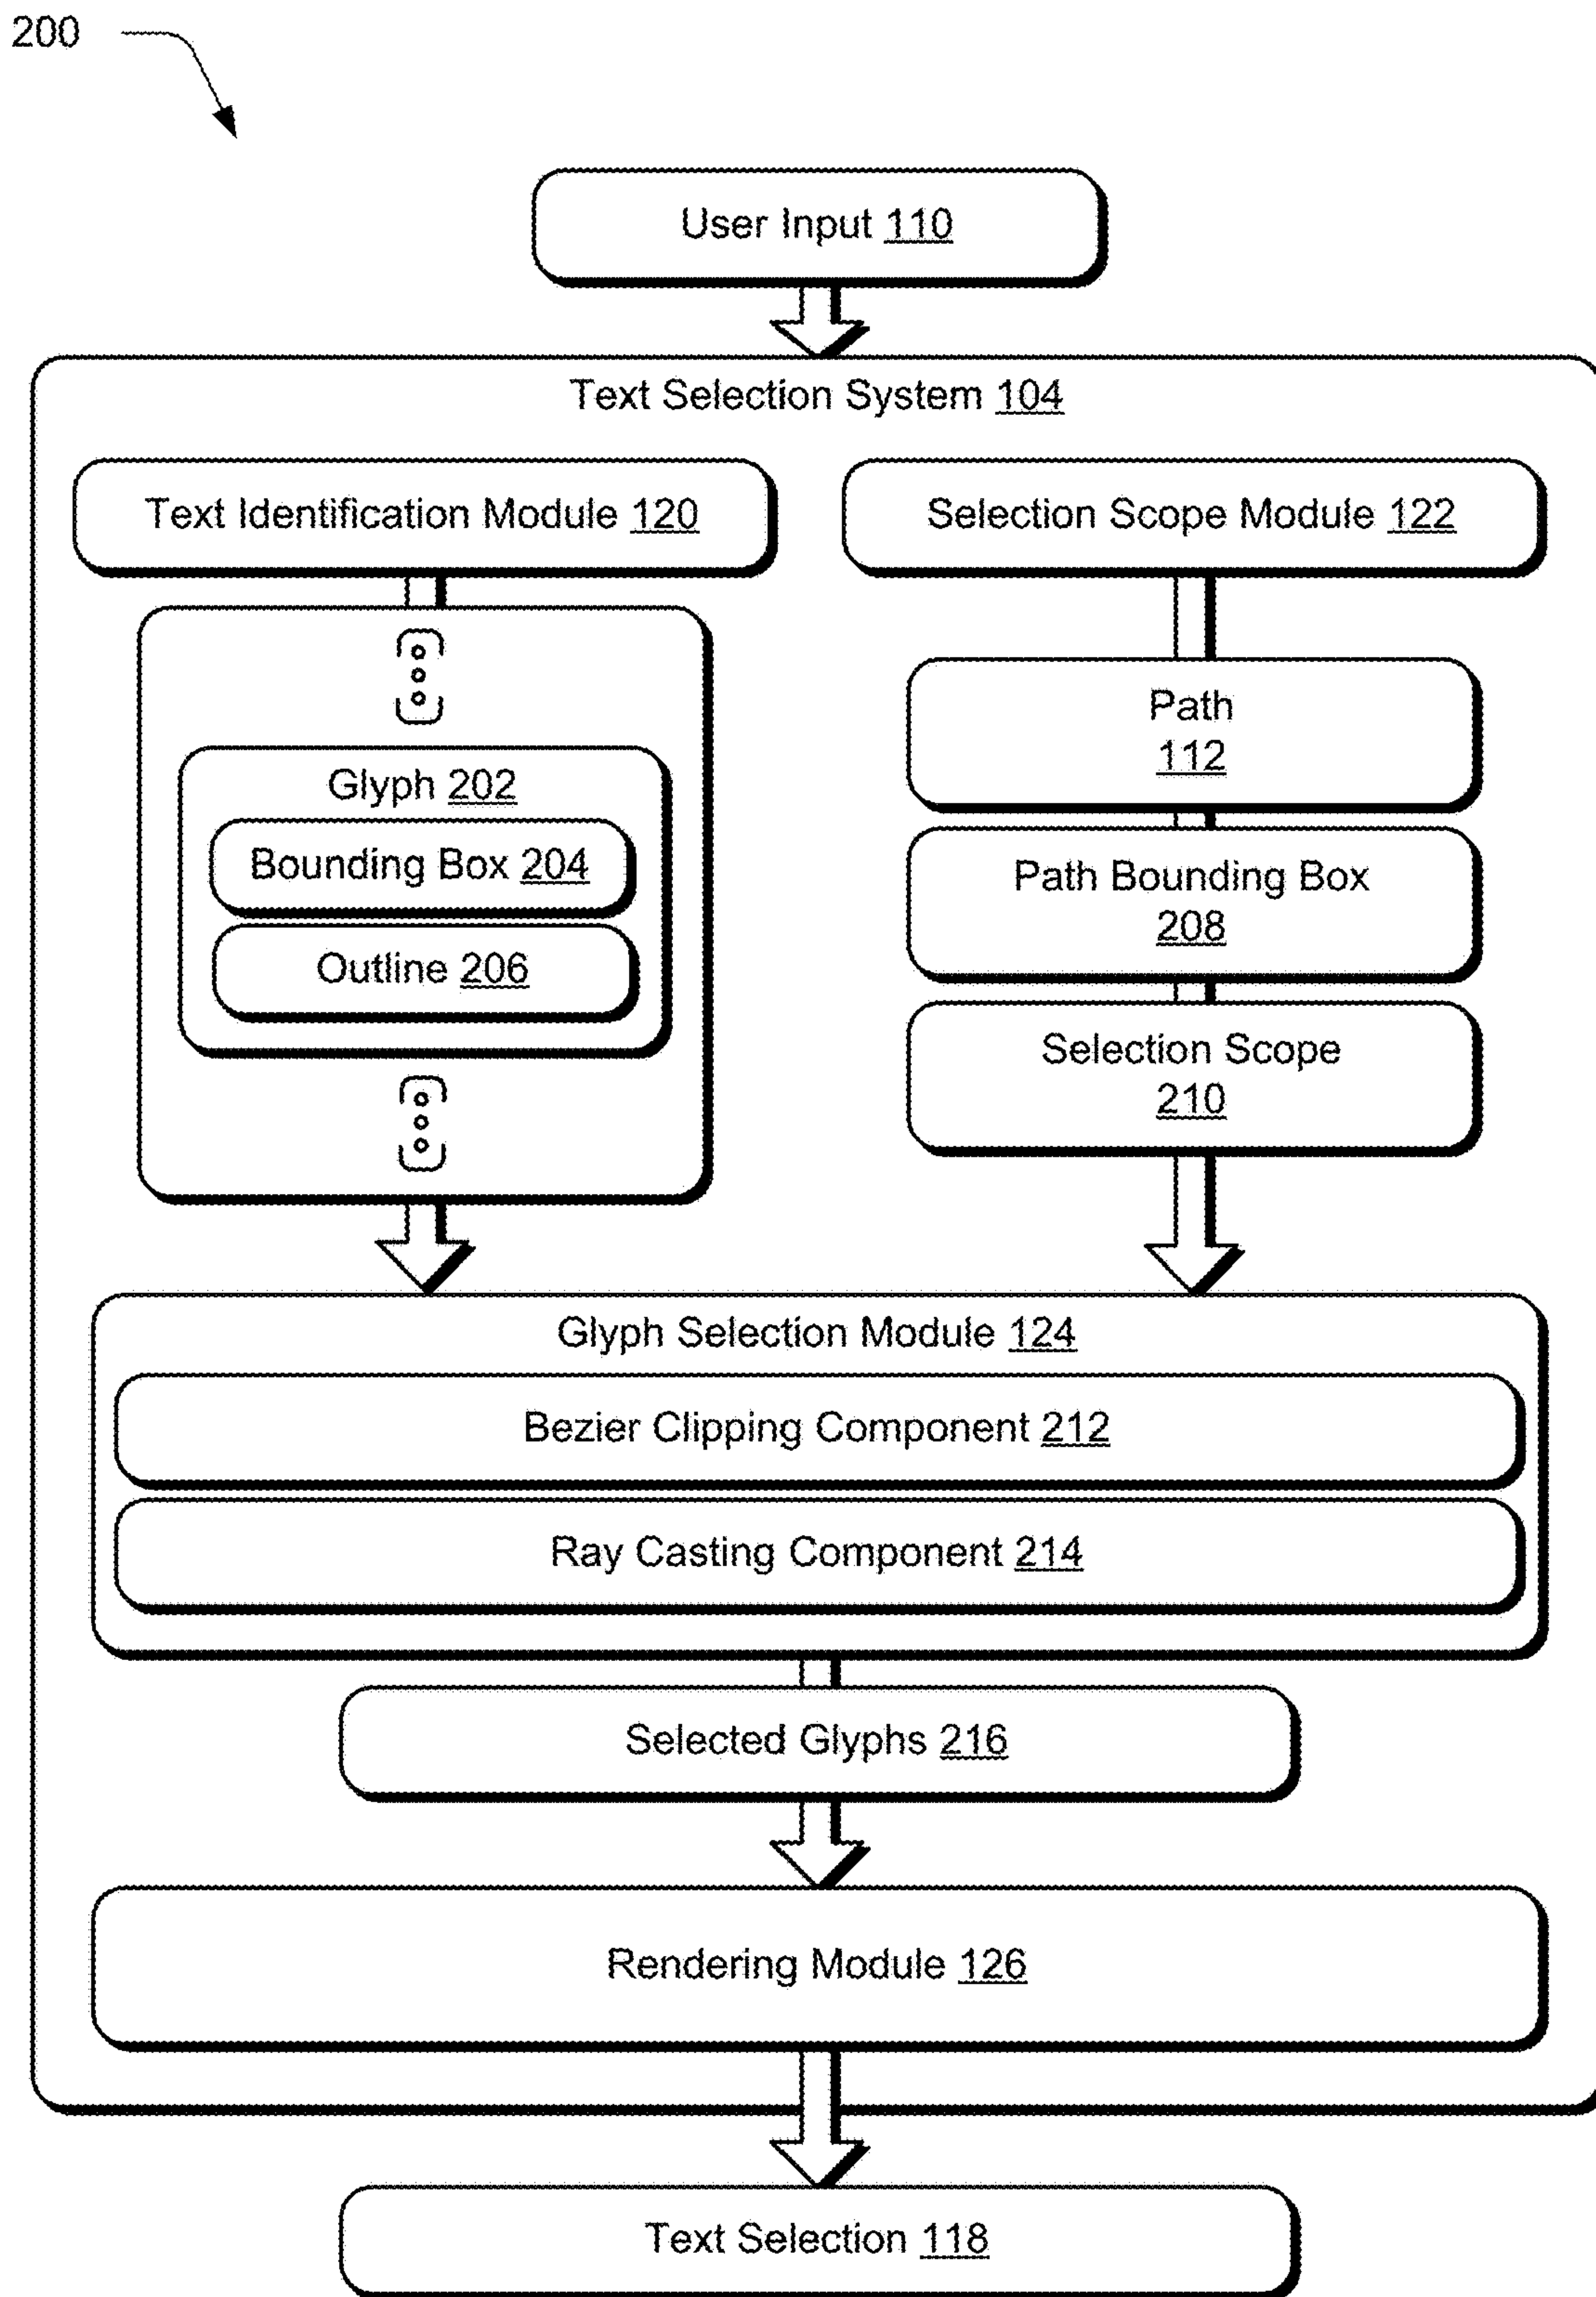 200
User Input 110
Text Selection System 104
Text Identification Module 120
Selection Scope Module 122
Path
112
Glyph 202
Bounding Box 204
Outline 206
Path Bounding Box
208
Selection Scope
210
Glyph Selection Module 124
Bezier Clipping Component 212
Ray Casting Component 214
Selected Glyphs 216
Rendering Module 126
Text Selection 118